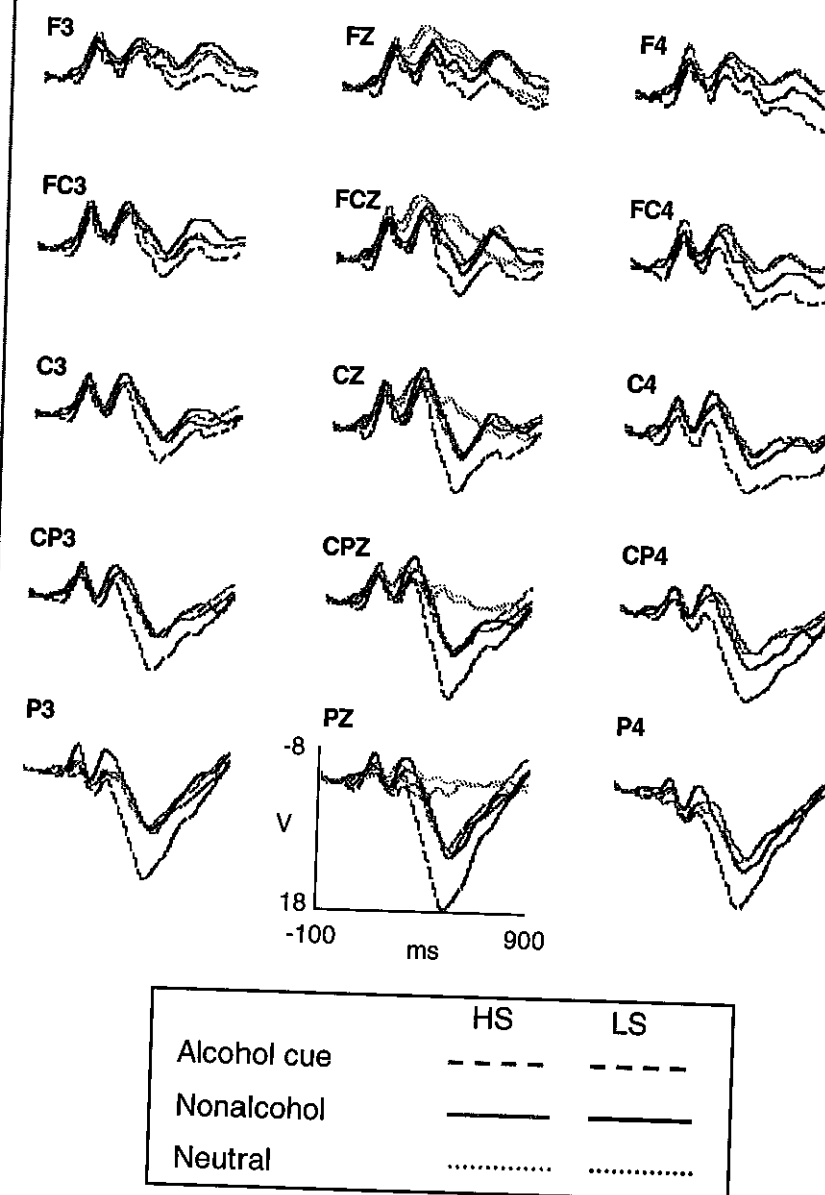 F3 FZ F4
FC3 FCZ FC4
C3 CZ C4
CP3 CPZ CP4
P3 PZ P4
-8
V
18
-100 900
ms
HS LS
Alcohol cue
Nonalcohol
Neutral